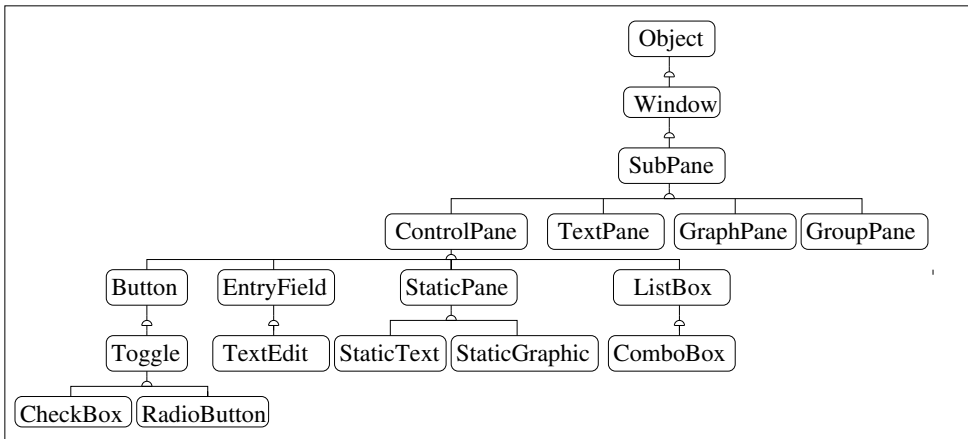 Object
Window
SubPane
ControlPane TextPane GraphPane GroupPane
Button EntryField StaticPane ListBox
Toggle TextEdit StaticText StaticGraphic ComboBox
CheckBox RadioButton